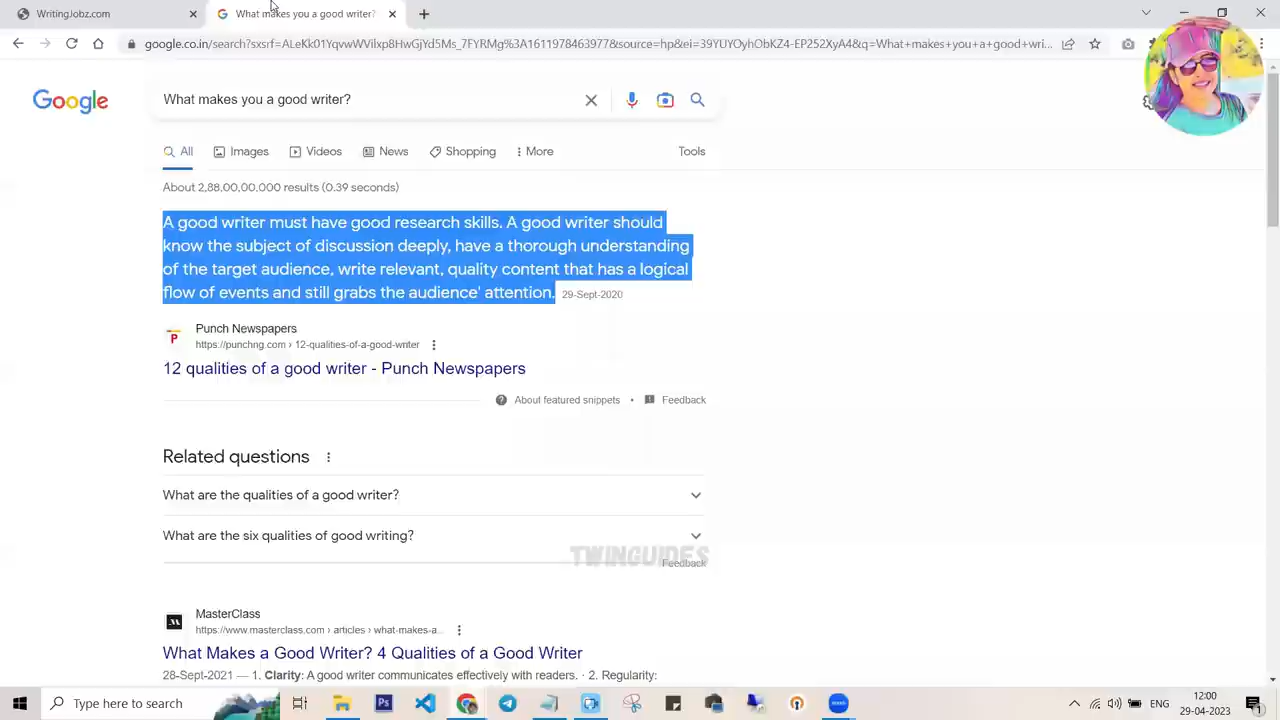 WritingJobz.com
What makes you a good writer?
google.co.in/search?sxsrf=ALeKk01YqvwWVilxp8HwGjYd5Ms_7FYRMg%3A1611978463977&source=hp&ei=39YUYOyhObKZ4-EP252XyA4&q=What+makes+you+a+good+wri...
Google
What makes you a good writer?
All
Images
Videos
News
Shopping
More
Tools
About 2,88,00,00,000 results (0.39 seconds)
A good writer must have good research skills. A good writer should
know the subject of discussion deeply, have a thorough understanding
of the target audience, write relevant, quality content that has a logical
flow of events and still grabs the audience' attention. 29-Sept-2020
Punch Newspapers
https://punchng.com › 12-qualities-of-a-good-writer
12 qualities of a good writer - Punch Newspapers
About featured snippets • Feedback
Related questions
What are the qualities of a good writer?
What are the six qualities of good writing?
TWINGUIDES
Feedback
MasterClass
https://www.masterclass.com › articles › what-makes-a...
What Makes a Good Writer? 4 Qualities of a Good Writer
28-Sept-2021 — 1. Clarity: A good writer communicates effectively with readers. · 2. Regularity:
Type here to search
Ps
ENG
12:00
29-04-2023